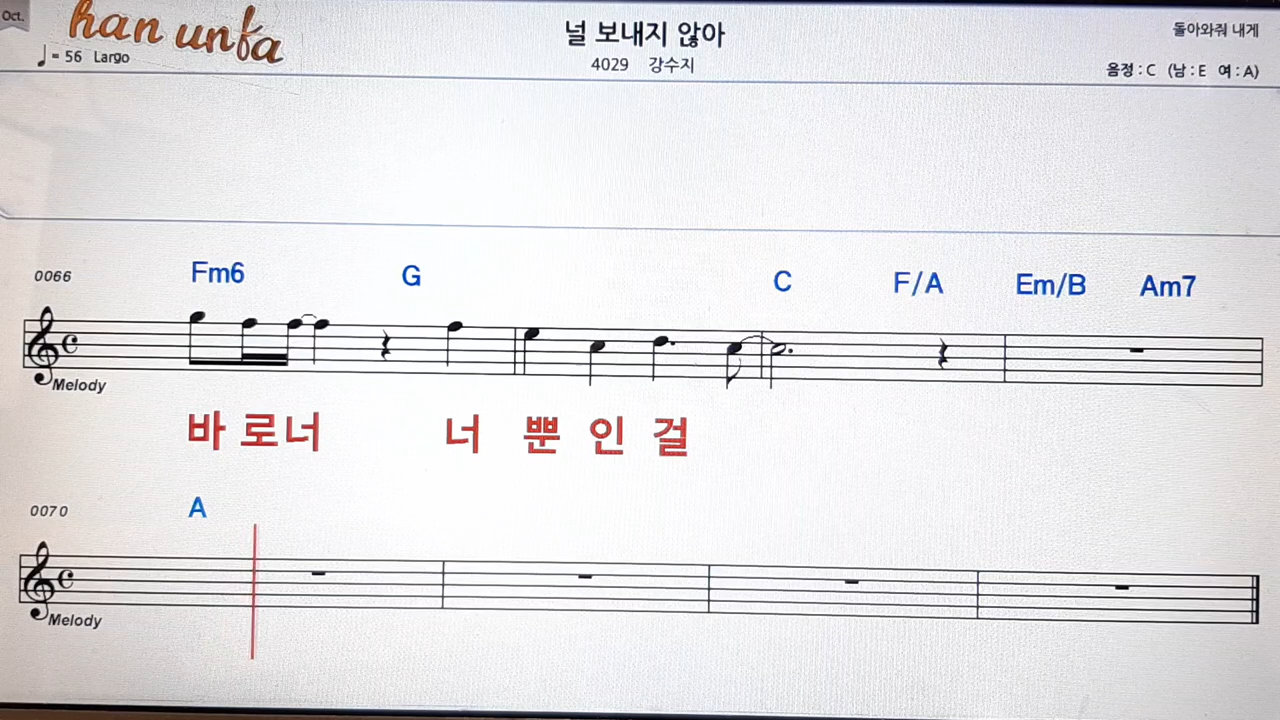 Oct.
han unfa
널 보내지 않아
돌아와줘 내게
♩= 56 Largo
4029 강수지
음정 : C (남 : E 여 : A)
0066 Fm6 G C F/A Em/B Am7
Melody
바 로 너 너 뿐 인 걸
0070 A
Melody